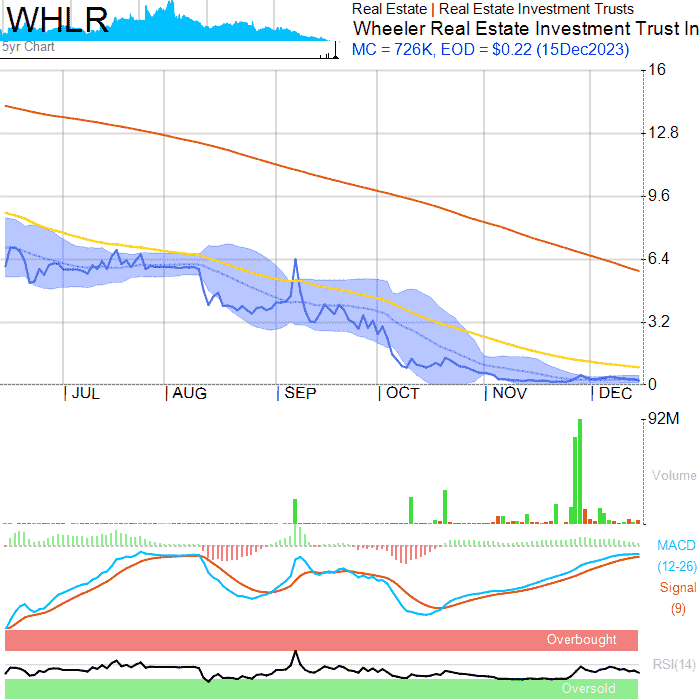 WHLR
5yr Chart
Real Estate | Real Estate Investment Trusts
Wheeler Real Estate Investment Trust In
MC = 726K, EOD = $0.22 (15Dec2023)
16
12.8
9.6
6.4
3.2
0
JUL
AUG
SEP
OCT
NOV
DEC
92M
Volume
MACD
(12-26)
Signal
(9)
Overbought
RSI(14)
Oversold